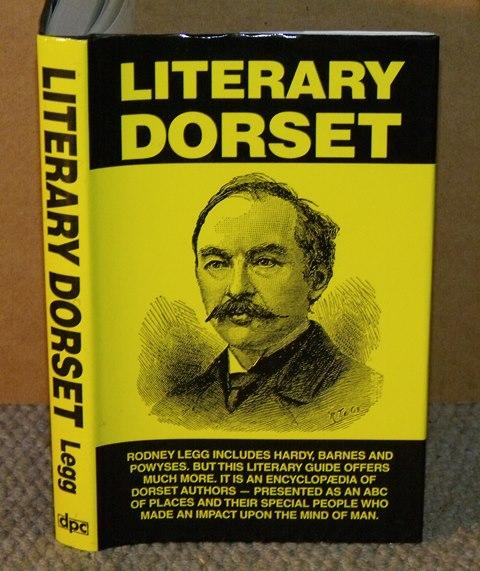 LITERARY
DORSET
RODNEY LEGG INCLUDES HARDY, BARNES AND
POWYSES. BUT THIS LITERARY GUIDE OFFERS
MUCH MORE. IT IS AN ENCYCLOPÆDIA OF
DORSET AUTHORS — PRESENTED AS AN ABC
OF PLACES AND THEIR SPECIAL PEOPLE WHO
MADE AN IMPACT UPON THE MIND OF MAN.
LITERARY DORSET Legg
dpc